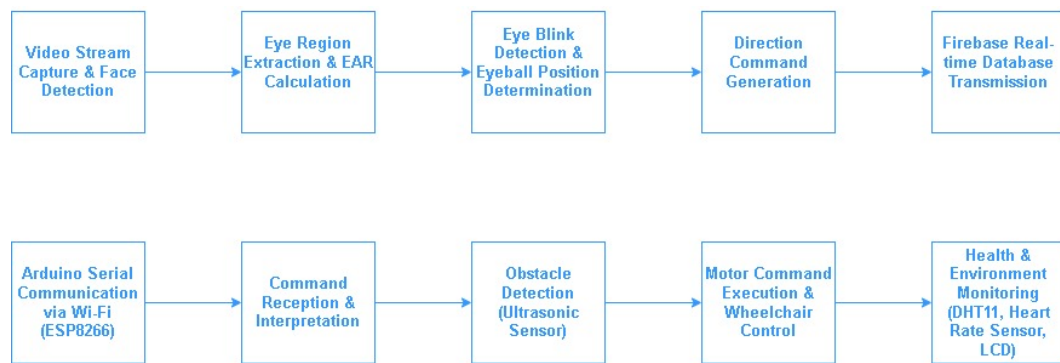 Video Stream
Capture & Face
Detection
Eye Region
Extraction & EAR
Calculation
Eye Blink
Detection &
Eyeball Position
Determination
Direction
Command
Generation
Firebase Real-
time Database
Transmission
Arduino Serial
Communication
via Wi-Fi
(ESP8266)
Command
Reception &
Interpretation
Obstacle
Detection
(Ultrasonic
Sensor)
Motor Command
Execution &
Wheelchair
Control
Health &
Environment
Monitoring
(DHT11, Heart
Rate Sensor,
LCD)